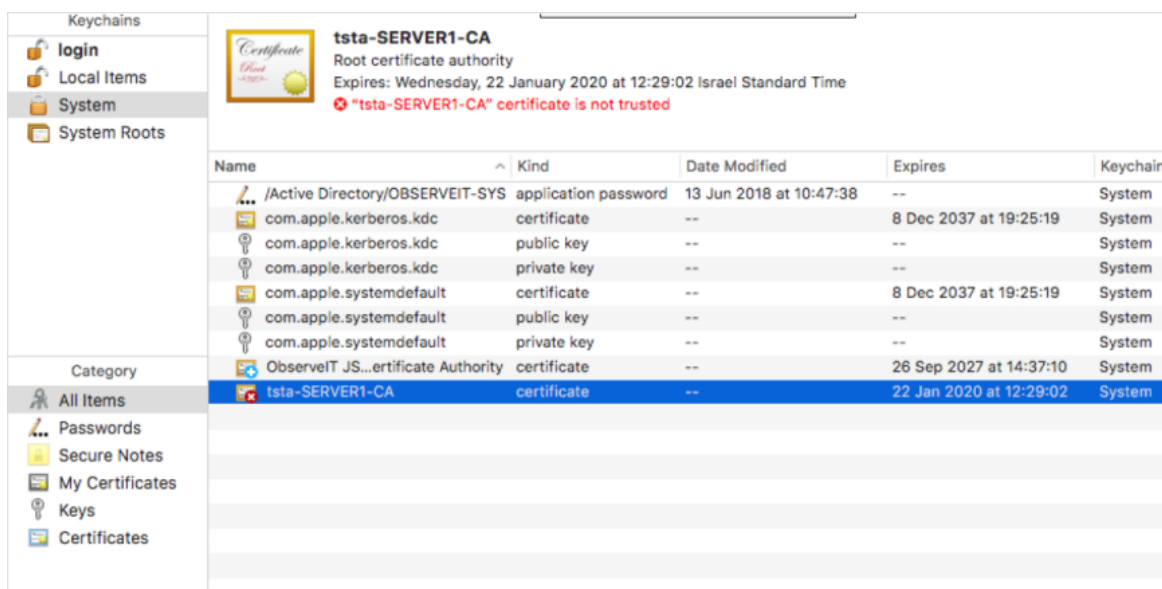 Keychains
login
Local Items
System
System Roots
Certificate
Root
tsta-SERVER1-CA
Root certificate authority
Expires: Wednesday, 22 January 2020 at 12:29:02 Israel Standard Time
"tsta-SERVER1-CA" certificate is not trusted
Name Kind Date Modified Expires Keychain
/Active Directory/OBSERVEIT-SYS application password 13 Jun 2018 at 10:47:38 -- System
com.apple.kerberos.kdc certificate -- 8 Dec 2037 at 19:25:19 System
com.apple.kerberos.kdc public key -- -- System
com.apple.kerberos.kdc private key -- -- System
com.apple.systemdefault certificate -- 8 Dec 2037 at 19:25:19 System
com.apple.systemdefault public key -- -- System
com.apple.systemdefault private key -- -- System
ObserveIT JS...ertificate Authority certificate -- 26 Sep 2027 at 14:37:10 System
tsta-SERVER1-CA certificate -- 22 Jan 2020 at 12:29:02 System
Category
All Items
Passwords
Secure Notes
My Certificates
Keys
Certificates